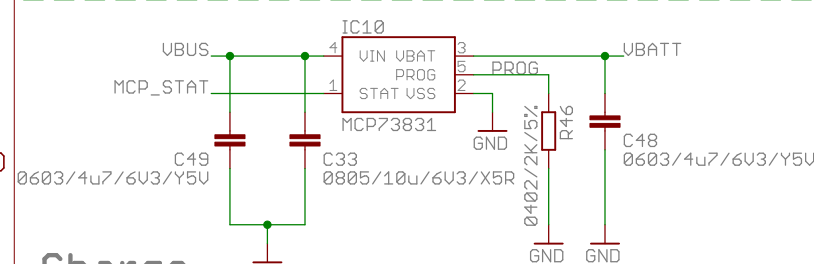 IC10
VBUS 4 VIN VBAT 3 VBATT
PROG 5 PROG
MCP_STAT 1 STAT VSS 2
MCP73831
GND
0402/2K/5%
R46
C49
0603/4u7/6V3/Y5V
C33
0805/10u/6V3/X5R
C48
0603/4u7/6V3/Y5V
GND GND